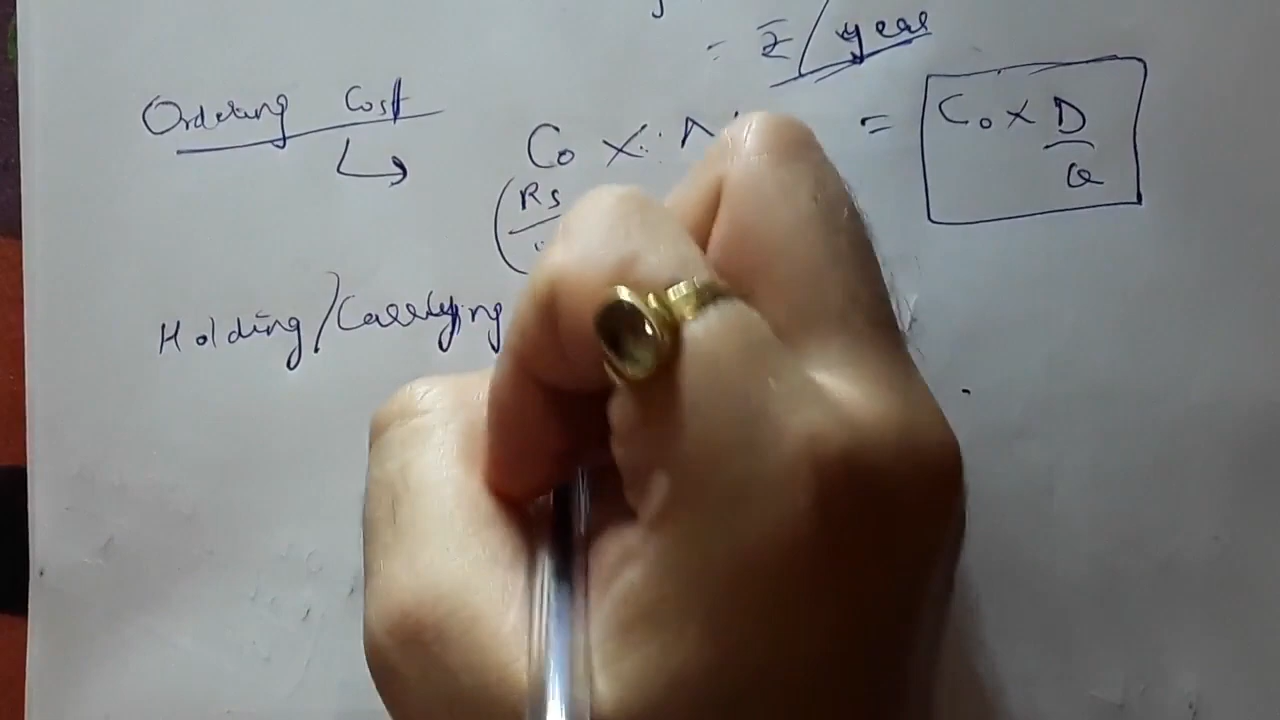 = ₹/year
Ordering Cost
↳ Co × N = Co × D/Q
(Rs
Holding/Carrying